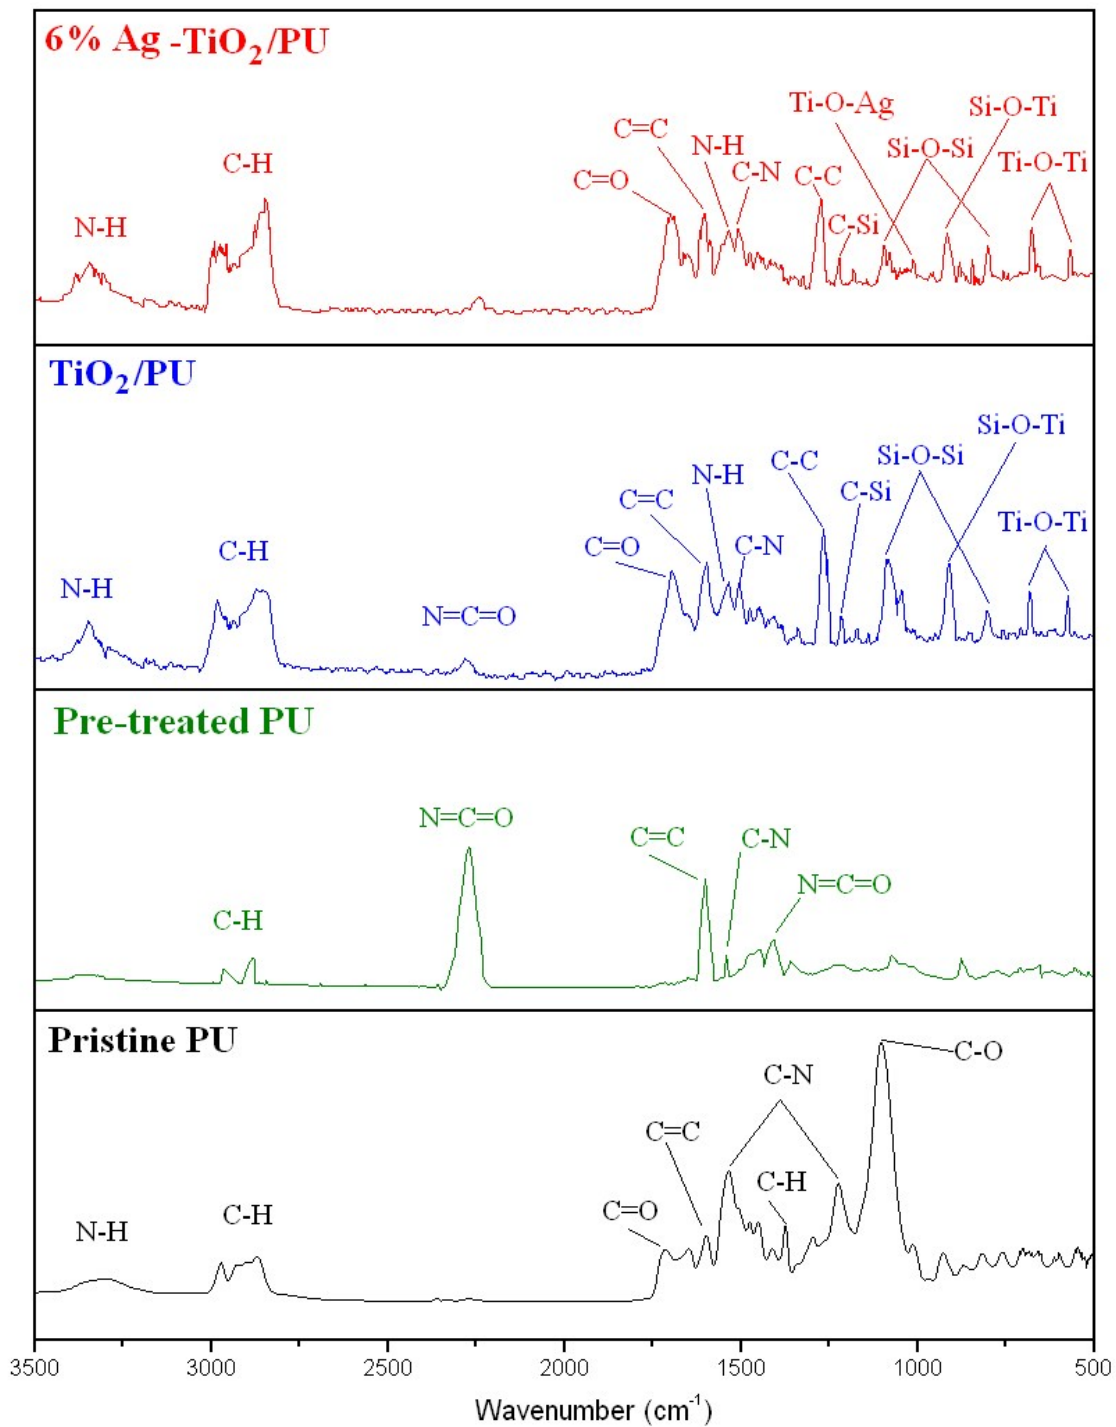 6% Ag -TiO₂/PU
Ti-O-Ag
Si-O-Ti
C=C
N-H
Si-O-Si
C-H
C=O
C-N
C-C
Ti-O-Ti
N-H
C-Si
TiO₂/PU
Si-O-Ti
C-C
Si-O-Si
N-H
C=C
C-Si
Ti-O-Ti
C-H
C=O
C-N
N-H
N=C=O
Pre-treated PU
N=C=O
C=C
C-N
N=C=O
C-H
Pristine PU
C-O
C-N
C=C
C-H
C=O
C-H
N-H
3500 3000 2500 2000 1500 1000 500
Wavenumber (cm⁻¹)